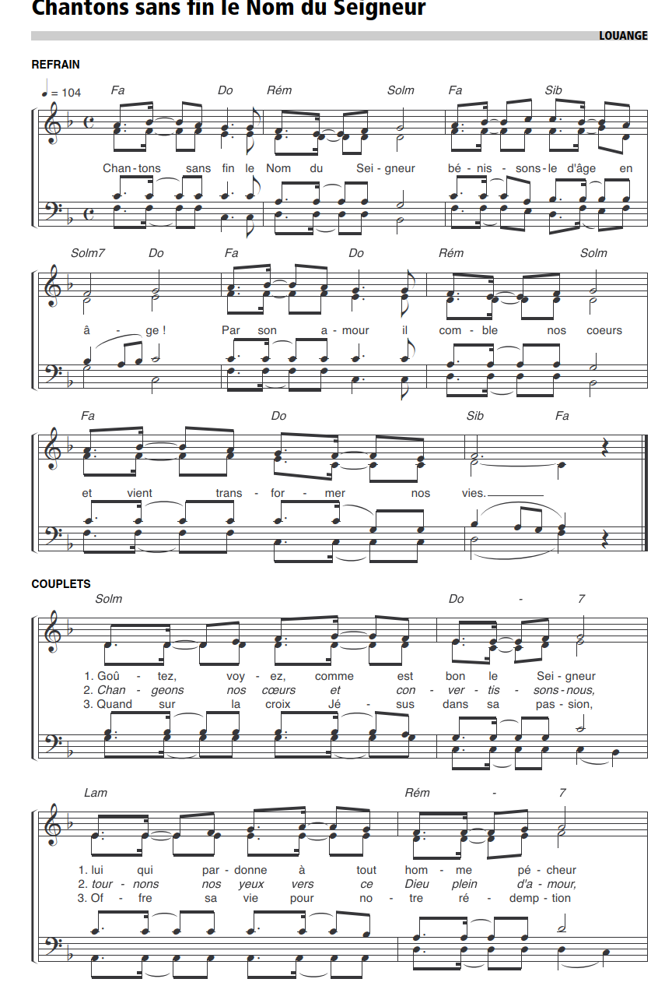 Chantons sans fin le Nom du Seigneur
LOUANGE
REFRAIN
= 104
Fa Do Rém Solm Fa Sib
Chan - tons sans fin le Nom du Sei - gneur bé - nis - sons - le d'âge en
Solm7 Do Fa Do Rém Solm
â - ge ! Par son a - mour il com - ble nos coeurs
Fa Do Sib Fa
et vient trans - for - mer nos vies.
COUPLETS
Solm Do - 7
1. Goû - tez, voy - ez, comme est bon le Sei - gneur
2. Chan - geons nos cœurs et con - ver - tis - sons - nous,
3. Quand sur la croix Jé - sus dans sa pas - sion,
Lam Rém - 7
1. lui qui par - donne à tout hom - me pé - cheur
2. tour - nons nos yeux vers ce Dieu plein d'a - mour,
3. Of - fre sa vie pour no - tre ré - demp - tion